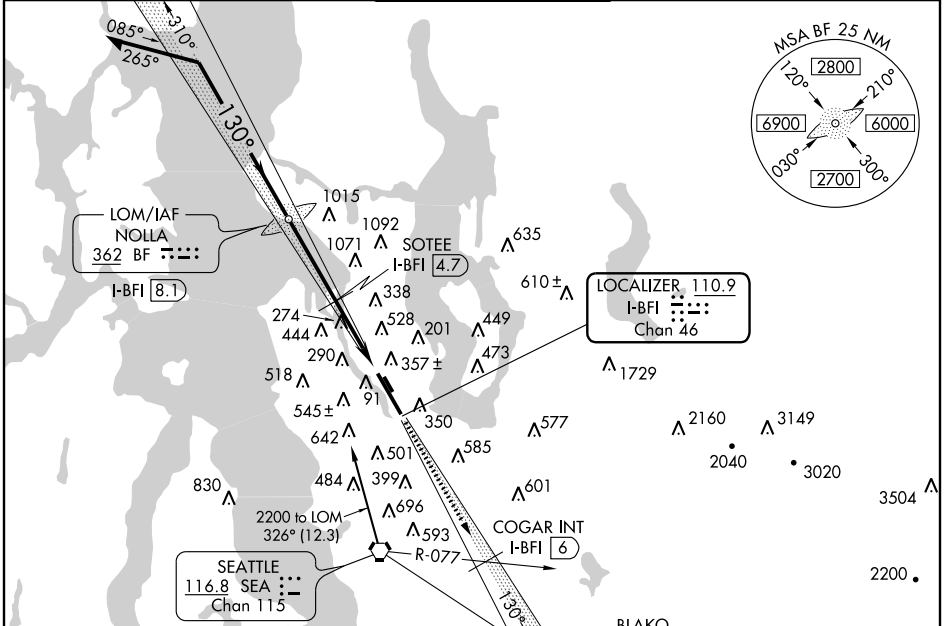 085°
265°
310°
130°
MSA BF 25 NM
120°
2800
210°
6900
6000
030°
2700
300°
LOM/IAF
NOLLA
362 BF
I-BFI 8.1
1015
1092
1071
SOTEE
I-BFI 4.7
635
610 ±
LOCALIZER 110.9
I-BFI
Chan 46
338
274
444
528
201
449
290
357 ±
473
518
91
1729
545 ±
350
642
577
2160
3149
501
585
2040
3020
830
484
399
601
3504
2200 to LOM
326° (12.3)
696
593
COGAR INT
I-BFI 6
R-077
SEATTLE
116.8 SEA
Chan 115
2200
130°
BLAKO